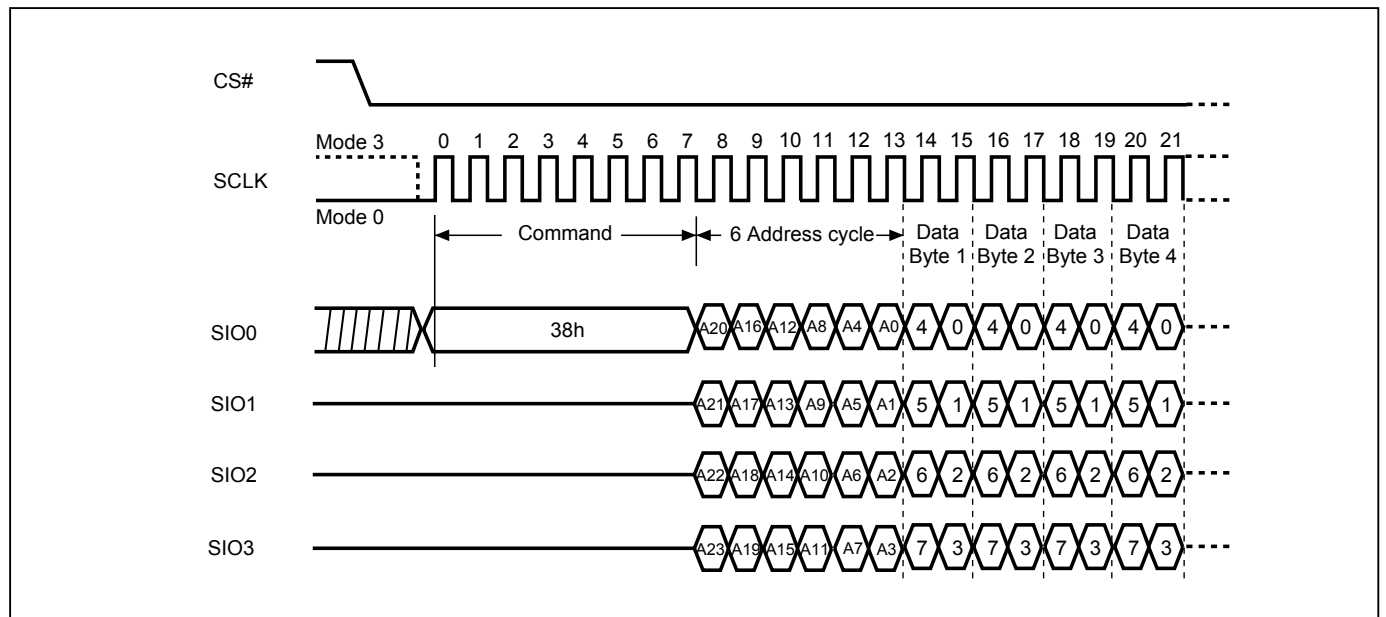 CS#
Mode 3
0 1 2 3 4 5 6 7 8 9 10 11 12 13 14 15 16 17 18 19 20 21
SCLK
Mode 0
Command
6 Address cycle
Data Byte 1
Data Byte 2
Data Byte 3
Data Byte 4
SIO0
38h
A20 A16 A12 A8 A4 A0 4 0 4 0 4 0 4 0
SIO1
A21 A17 A13 A9 A5 A1 5 1 5 1 5 1 5 1
SIO2
A22 A18 A14 A10 A6 A2 6 2 6 2 6 2 6 2
SIO3
A23 A19 A15 A11 A7 A3 7 3 7 3 7 3 7 3